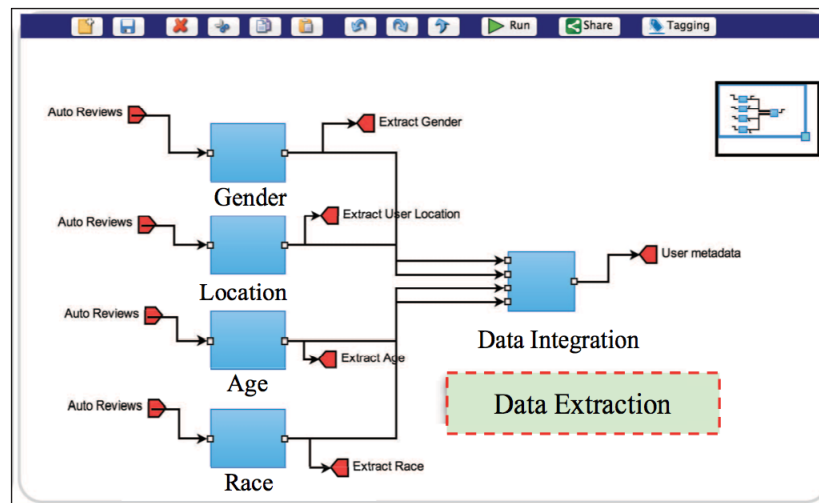 Run
Share
Tagging
Auto Reviews
Extract Gender
Gender
Auto Reviews
Extract User Location
Location
User metadata
Auto Reviews
Extract Age
Age
Data Integration
Data Extraction
Auto Reviews
Extract Race
Race